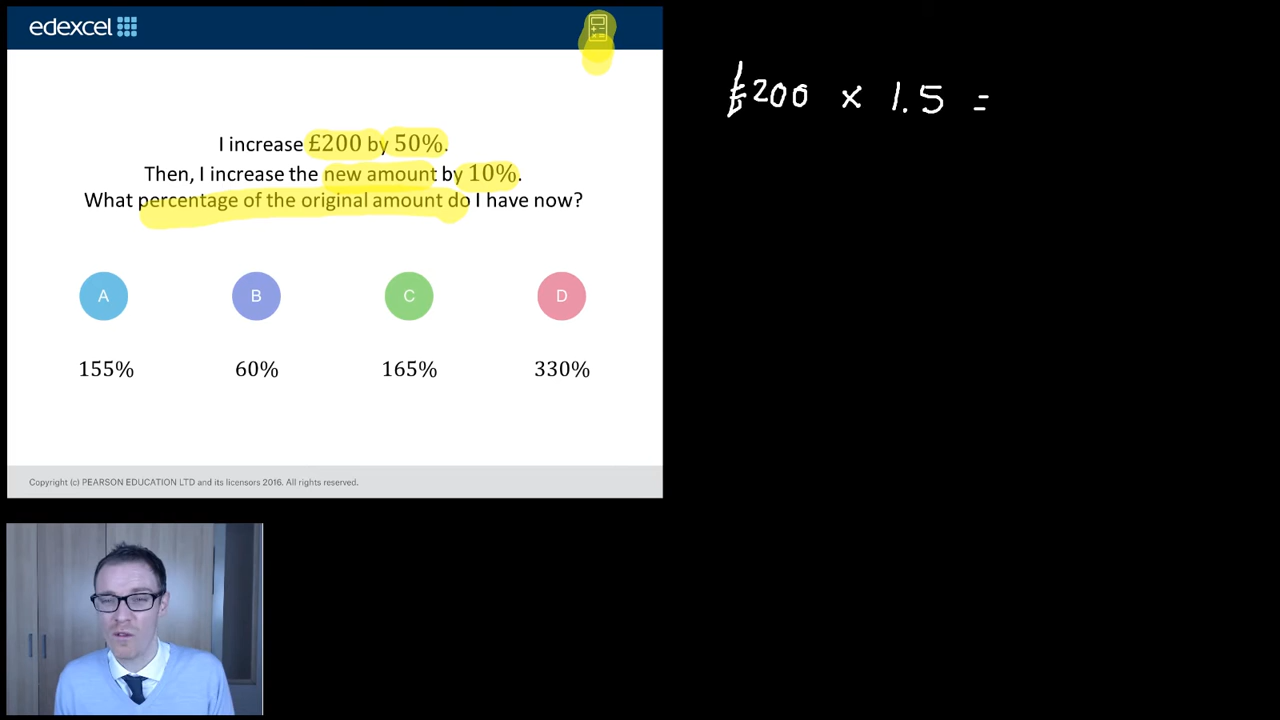 edexcel
I increase £200 by 50%.
Then, I increase the new amount by 10%.
What percentage of the original amount do I have now?
A B C D
155% 60% 165% 330%
Copyright (c) PEARSON EDUCATION LTD and its licensors 2016. All rights reserved.
£200 × 1.5 =